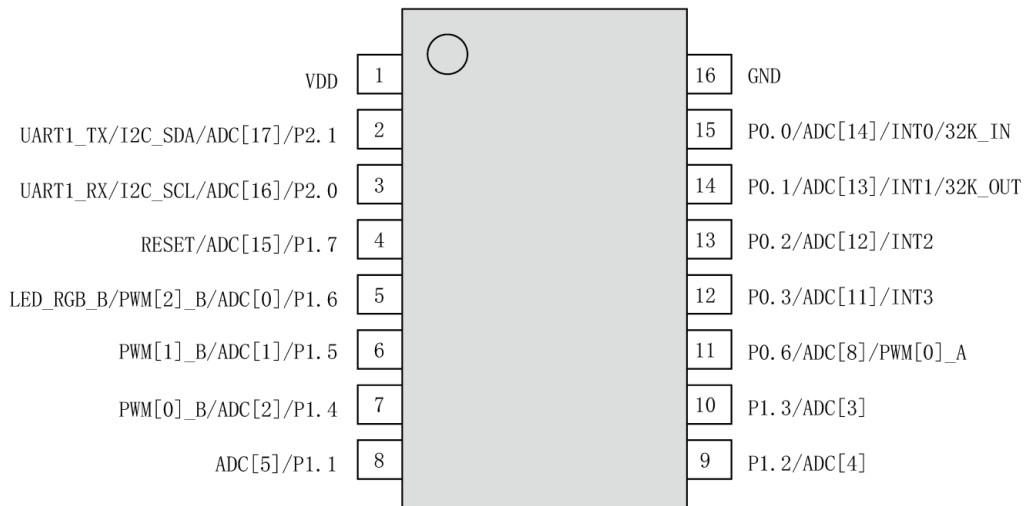 VDD 1 16 GND
UART1_TX/I2C_SDA/ADC[17]/P2.1 2 15 P0.0/ADC[14]/INT0/32K_IN
UART1_RX/I2C_SCL/ADC[16]/P2.0 3 14 P0.1/ADC[13]/INT1/32K_OUT
RESET/ADC[15]/P1.7 4 13 P0.2/ADC[12]/INT2
LED_RGB_B/PWM[2]_B/ADC[0]/P1.6 5 12 P0.3/ADC[11]/INT3
PWM[1]_B/ADC[1]/P1.5 6 11 P0.6/ADC[8]/PWM[0]_A
PWM[0]_B/ADC[2]/P1.4 7 10 P1.3/ADC[3]
ADC[5]/P1.1 8 9 P1.2/ADC[4]